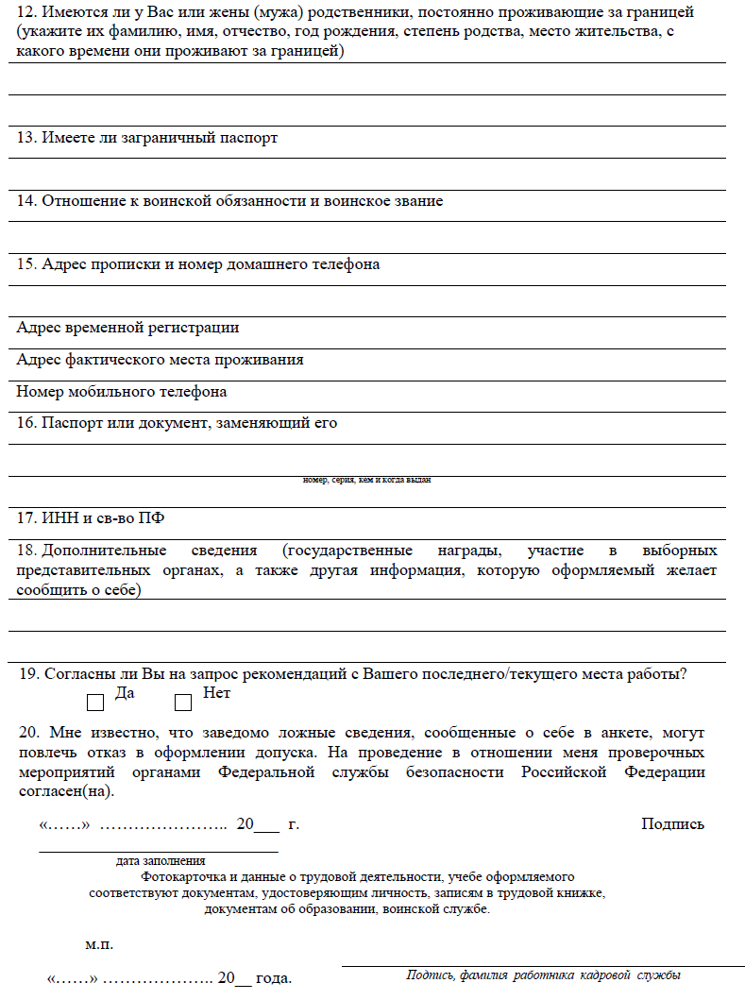 12. Имеются ли у Вас или жены (мужа) родственники, постоянно проживающие за границей
(укажите их фамилию, имя, отчество, год рождения, степень родства, место жительства, с
какого времени они проживают за границей)
13. Имеете ли заграничный паспорт
14. Отношение к воинской обязанности и воинское звание
15. Адрес прописки и номер домашнего телефона
Адрес временной регистрации
Адрес фактического места проживания
Номер мобильного телефона
16. Паспорт или документ, заменяющий его
номер, серия, кем и когда выдан
17. ИНН и св-во ПФ
18. Дополнительные сведения (государственные награды, участие в выборных
представительных органах, а также другая информация, которую оформляемый желает
сообщить о себе)
19. Согласны ли Вы на запрос рекомендаций с Вашего последнего/текущего места работы?
Да Нет
20. Мне известно, что заведомо ложные сведения, сообщенные о себе в анкете, могут
повлечь отказ в оформлении допуска. На проведение в отношении меня проверочных
мероприятий органами Федеральной службы безопасности Российской Федерации
согласен(на).
«……» ………………….. 20___ г. Подпись
дата заполнения
Фотокарточка и данные о трудовой деятельности, учебе оформляемого
соответствуют документам, удостоверяющим личность, записям в трудовой книжке,
документам об образовании, воинской службе.
м.п.
«……» ……………….. 20__ года.
Подпись, фамилия работника кадровой службы